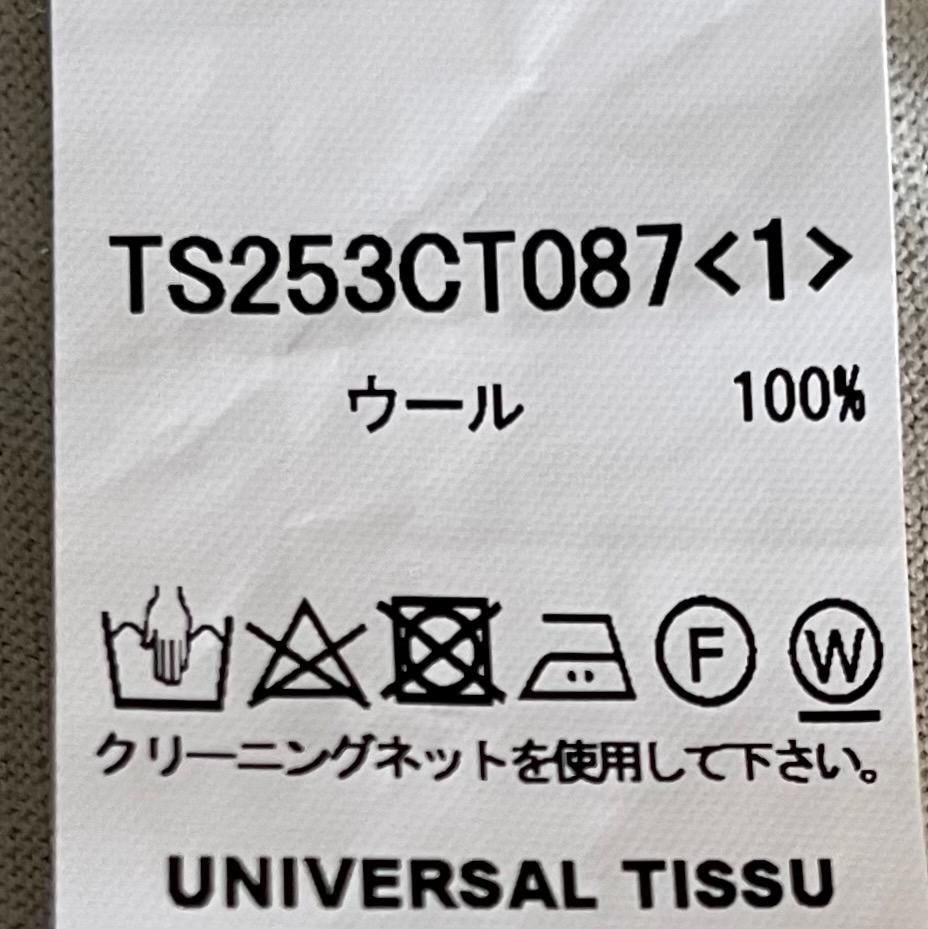 TS253CT087<1>
ウール 100%
F W
クリーニングネットを使用して下さい。
UNIVERSAL TISSU